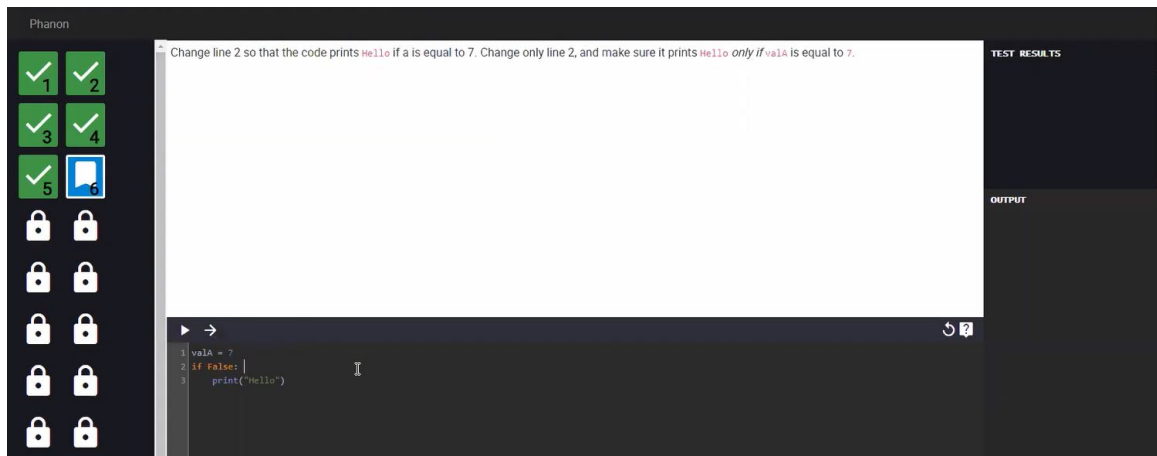 Phanon
1 2
3 4
5 6
Change line 2 so that the code prints Hello if a is equal to 7. Change only line 2, and make sure it prints Hello only if valA is equal to 7.
TEST RESULTS
OUTPUT
1 valA = 7
2 if False:
3 print("Hello")